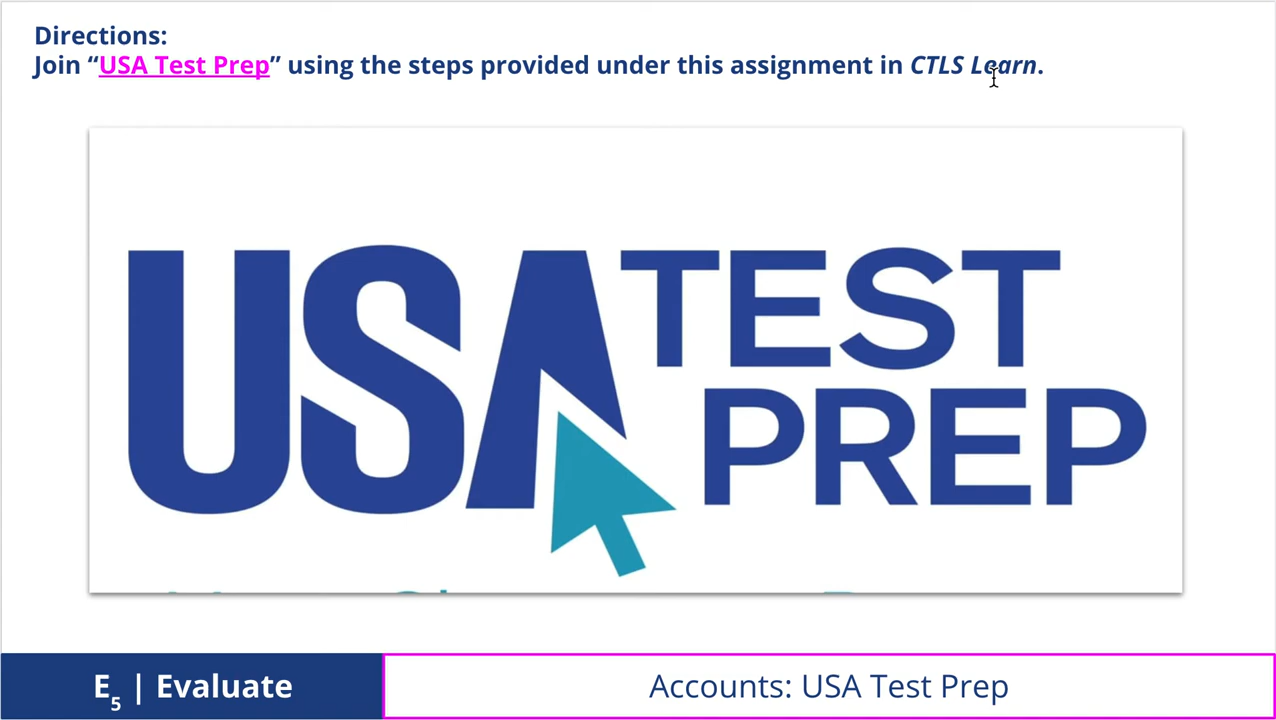 Directions:
Join “USA Test Prep” using the steps provided under this assignment in CTLS Learn.
USA TEST
PREP
E5 | Evaluate
Accounts: USA Test Prep